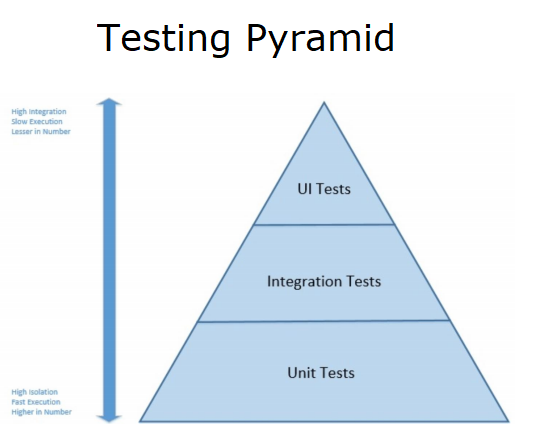 Testing Pyramid
High Integration
Slow Execution
Lesser in Number
UI Tests
Integration Tests
Unit Tests
High Isolation
Fast Execution
Higher in Number